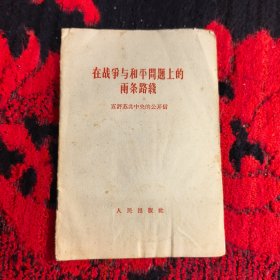 在战爭与和平問題上的
兩条路綫
五評苏共中央的公开信
人民出版社